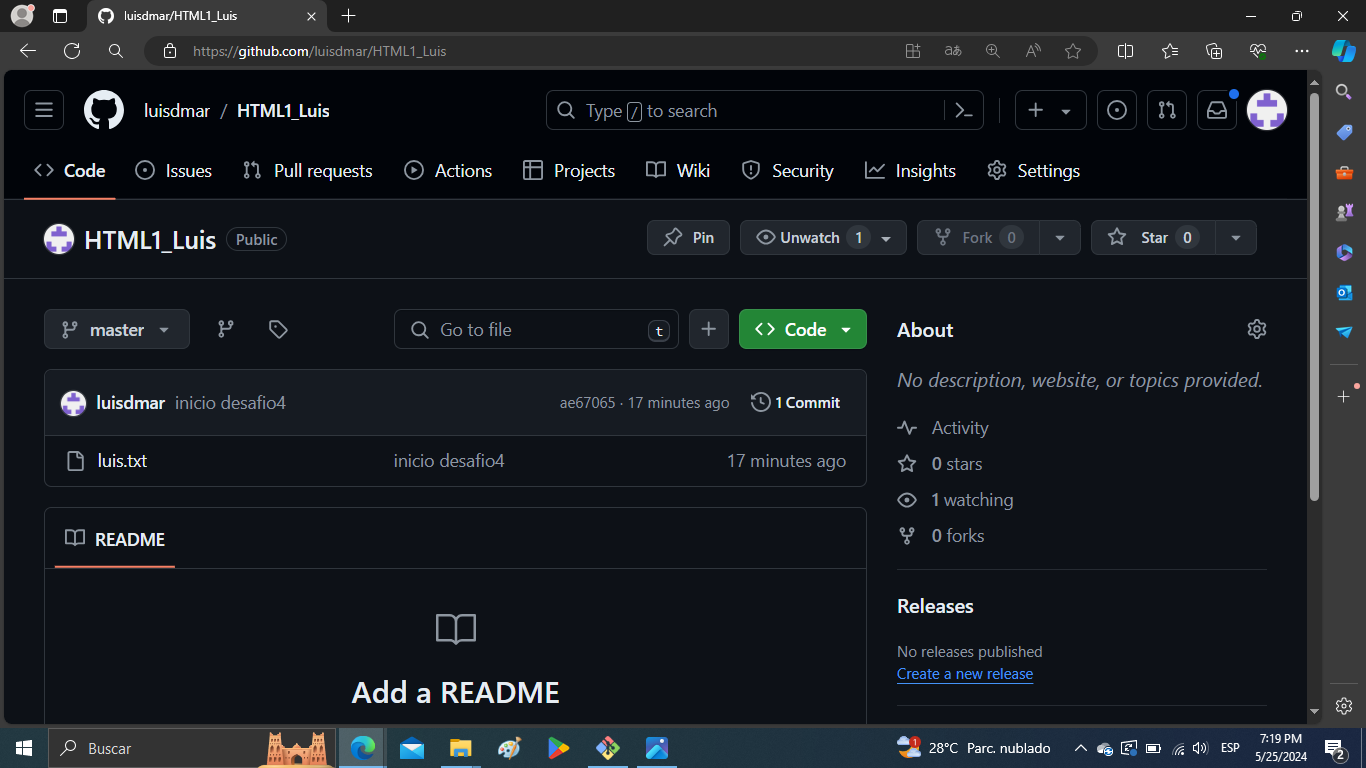 luisdmar/HTML1_Luis
https://github.com/luisdmar/HTML1_Luis
luisdmar / HTML1_Luis
Type / to search
Code Issues Pull requests Actions Projects Wiki Security Insights Settings
HTML1_Luis Public
Pin Unwatch 1 Fork 0 Star 0
master Go to file t Code
About
No description, website, or topics provided.
luisdmar inicio desafio4 ae67065 · 17 minutes ago 1 Commit
Activity
luis.txt inicio desafio4 17 minutes ago
0 stars
1 watching
0 forks
README
Releases
No releases published
Create a new release
Add a README
Buscar
28°C Parc. nublado
ESP
7:19 PM
5/25/2024
1
2